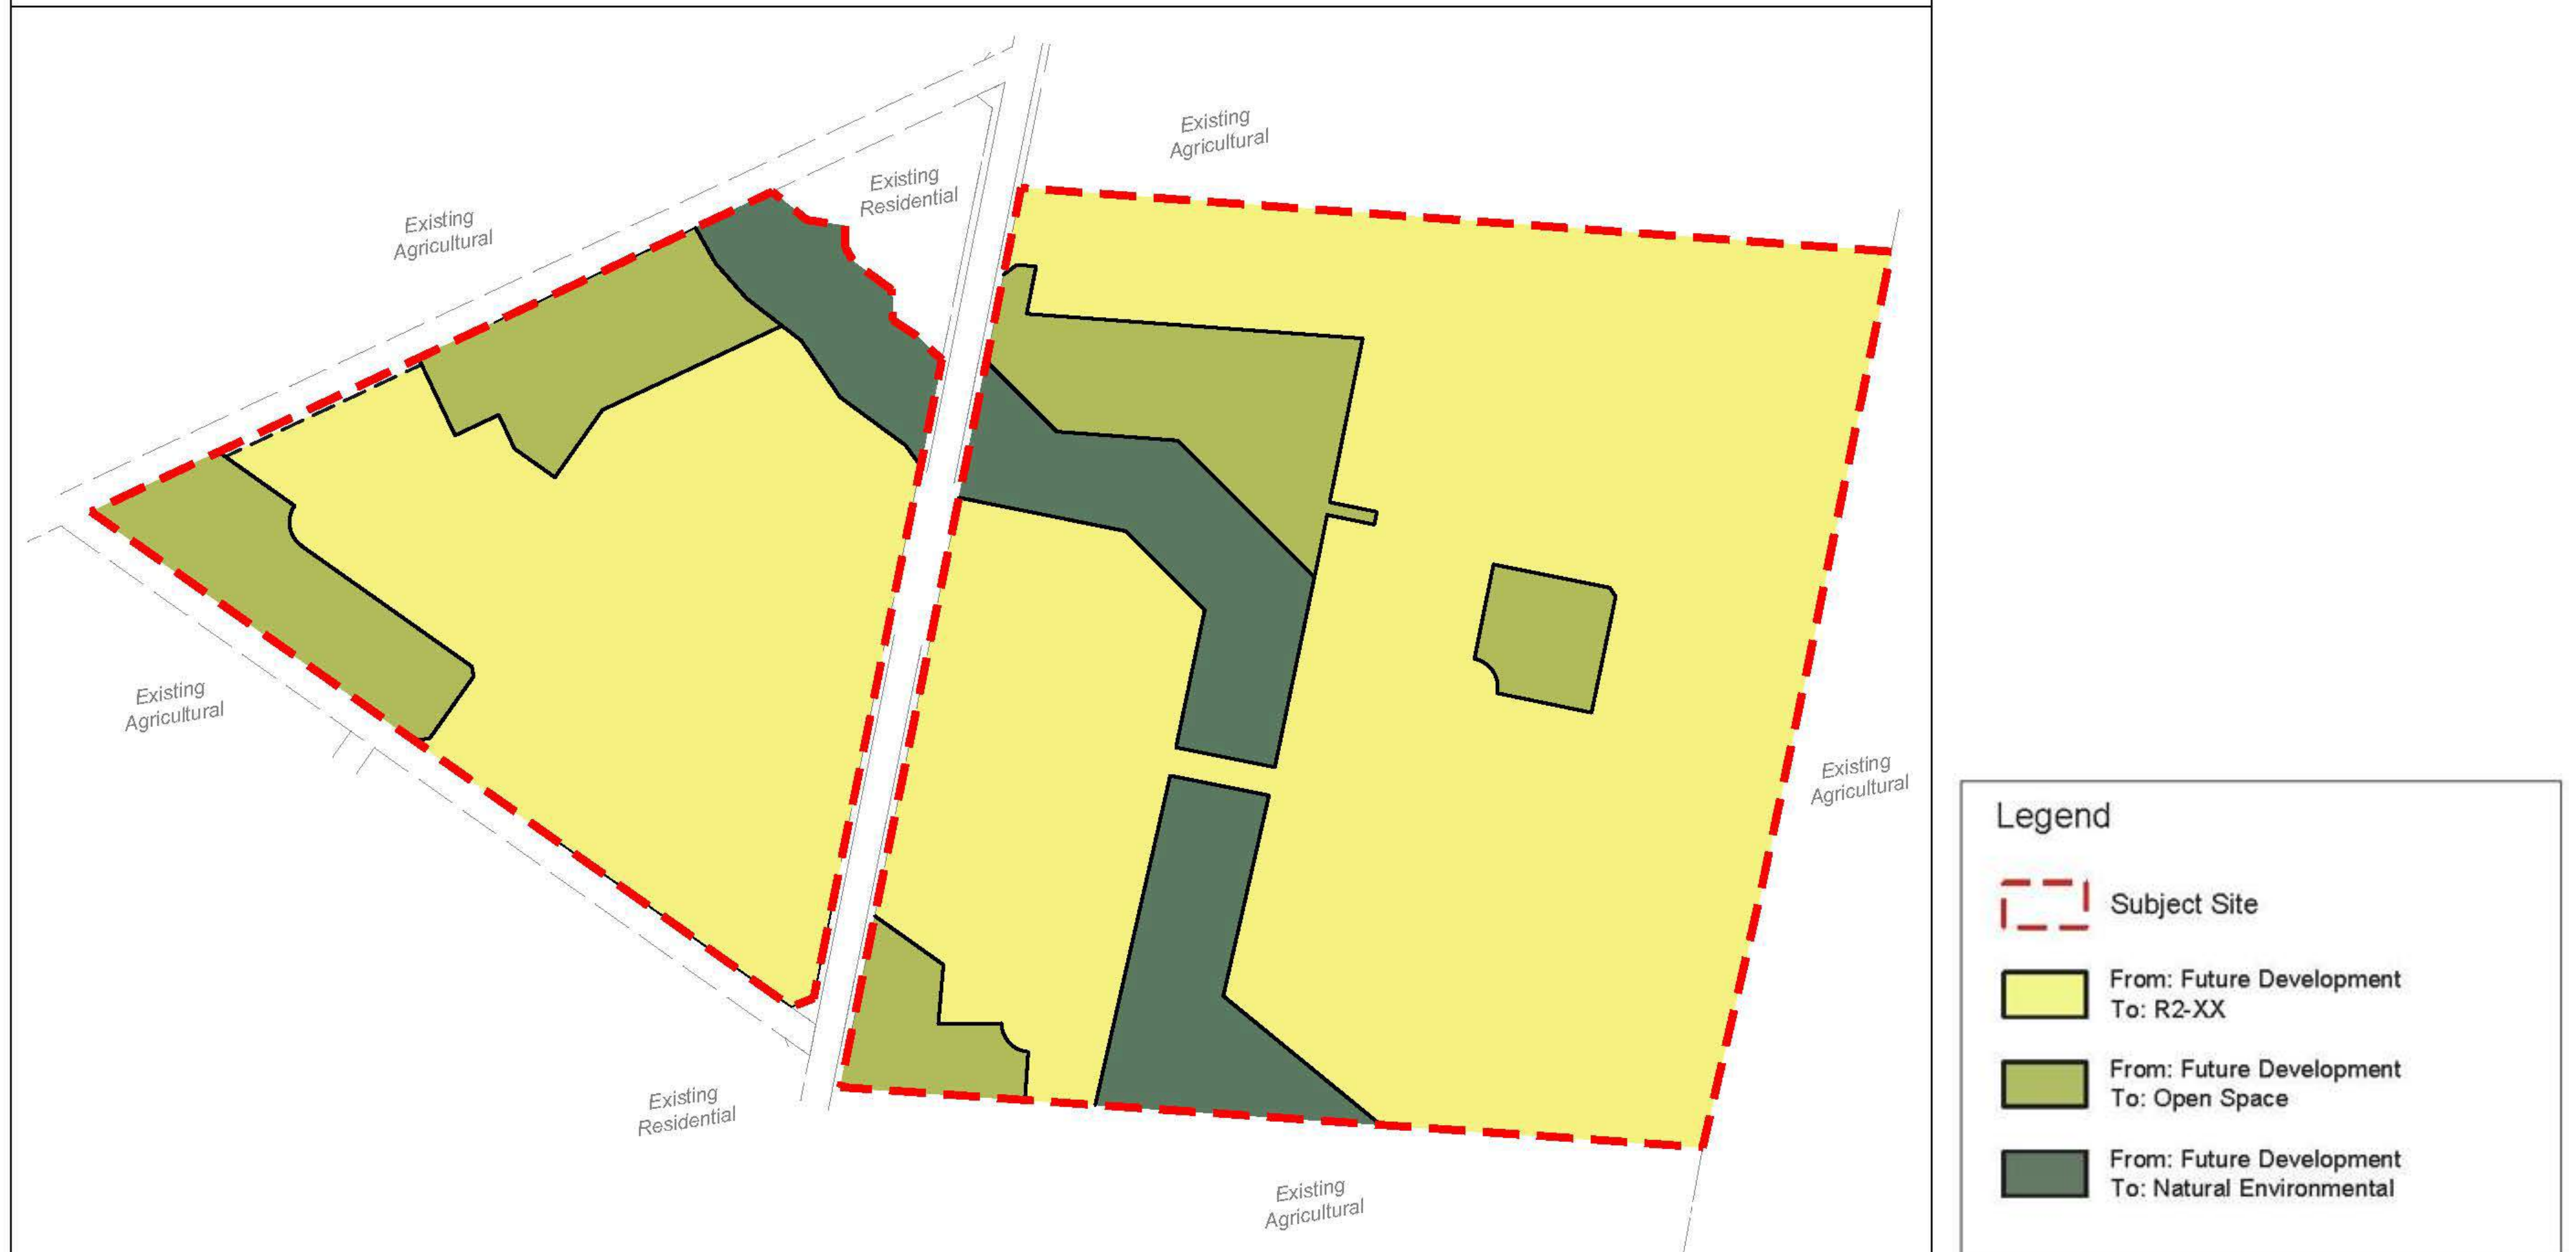 Existing
Agricultural
Existing
Residential
Existing
Agricultural
Existing
Agricultural
Existing
Agricultural
Existing
Residential
Existing
Agricultural
Legend
Subject Site
From: Future Development
To: R2-XX
From: Future Development
To: Open Space
From: Future Development
To: Natural Environmental